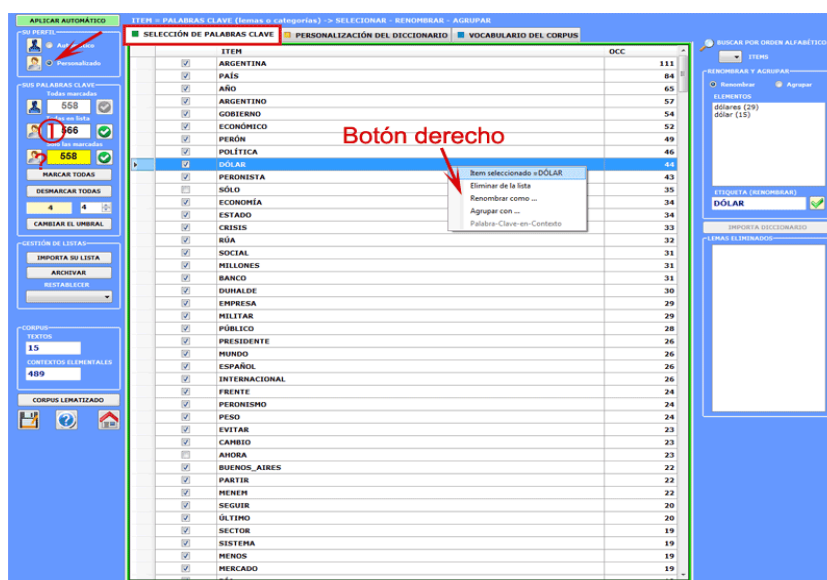 APLICAR AUTOMÁTICO
ITEM = PALABRAS CLAVE (lemas o categorías) -> SELECIONAR - RENOMBRAR - AGRUPAR
SU PERFIL
Automático
Personalizado
SUS PALABRAS CLAVE
Todas marcadas
558
Todas en lista
566
1
Sólo las marcadas
558
?
MARCAR TODAS
DESMARCAR TODAS
4 4
CAMBIAR EL UMBRAL
GESTIÓN DE LISTAS
IMPORTA SU LISTA
ARCHIVAR
RESTABLECER
CORPUS
TEXTOS
15
CONTEXTOS ELEMENTALES
489
CORPUS LEMATIZADO
SELECCIÓN DE PALABRAS CLAVE
PERSONALIZACIÓN DEL DICCIONARIO
VOCABULARIO DEL CORPUS
ITEM OCC
ARGENTINA 111
PAÍS 84
AÑO 65
ARGENTINO 57
GOBIERNO 54
ECONÓMICO 52
PERÓN 49
POLÍTICA 46
DÓLAR 44
PERONISTA 43
SÓLO 35
ECONOMÍA 34
ESTADO 34
CRISIS 33
RÚA 32
SOCIAL 31
MILLONES 31
BANCO 31
DUHALDE 30
EMPRESA 29
MILITAR 29
PÚBLICO 28
PRESIDENTE 26
MUNDO 26
ESPAÑOL 26
INTERNACIONAL 26
FRENTE 24
PERONISMO 24
PESO 24
EVITAR 23
CAMBIO 23
AHORA 23
BUENOS_AIRES 22
PARTIR 22
MENEM 22
SEGUIR 20
ÚLTIMO 20
SECTOR 19
SISTEMA 19
MENOS 19
MERCADO 19
Botón derecho
Item seleccionado =DÓLAR
Eliminar de la lista
Renombrar como ...
Agrupar con ...
Palabra-Clave-en-Contexto
BUSCAR POR ORDEN ALFABÉTICO
ITEMS
RENOMBRAR Y AGRUPAR
Renombrar Agrupar
ELEMENTOS
dólares (29)
dólar (15)
ETIQUETA (RENOMBRAR)
DÓLAR
IMPORTA DICCIONARIO
LEMAS ELIMINADOS